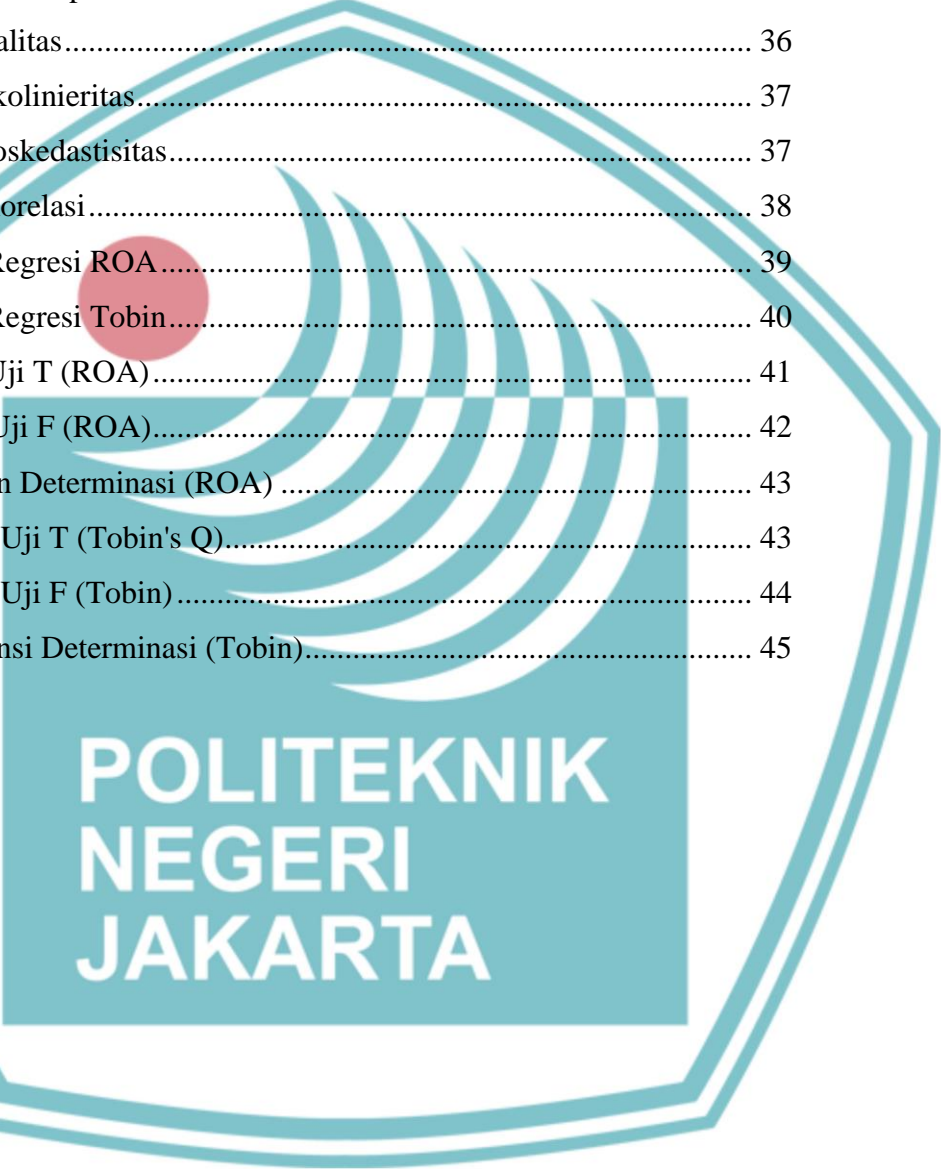 alitas................................................................................ 36
kolinieritas........................................................................ 37
oskedastisitas.................................................................... 37
orelasi............................................................................. 38
Regresi ROA..................................................................... 39
Regresi Tobin.................................................................... 40
Uji T (ROA)...................................................................... 41
Uji F (ROA)...................................................................... 42
n Determinasi (ROA) ........................................................ 43
Uji T (Tobin's Q)............................................................... 43
Uji F (Tobin)..................................................................... 44
nsi Determinasi (Tobin)..................................................... 45
POLITEKNIK
NEGERI
JAKARTA